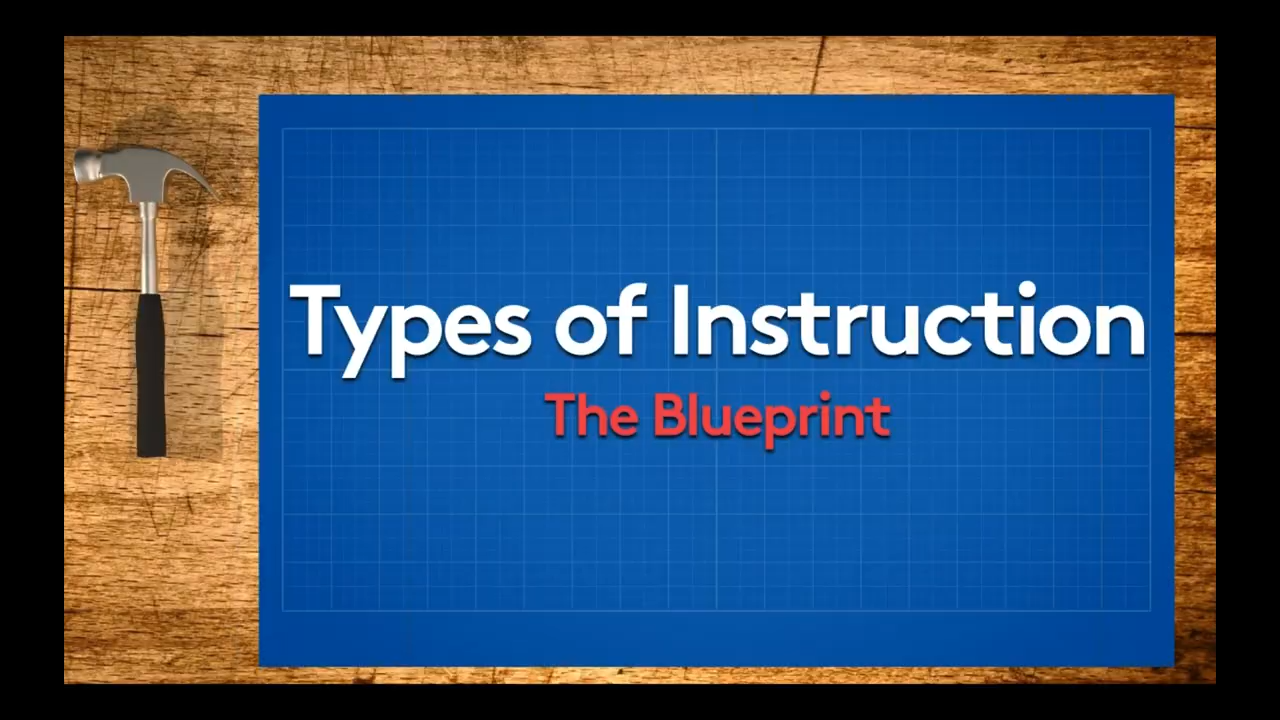 Types of Instruction
The Blueprint